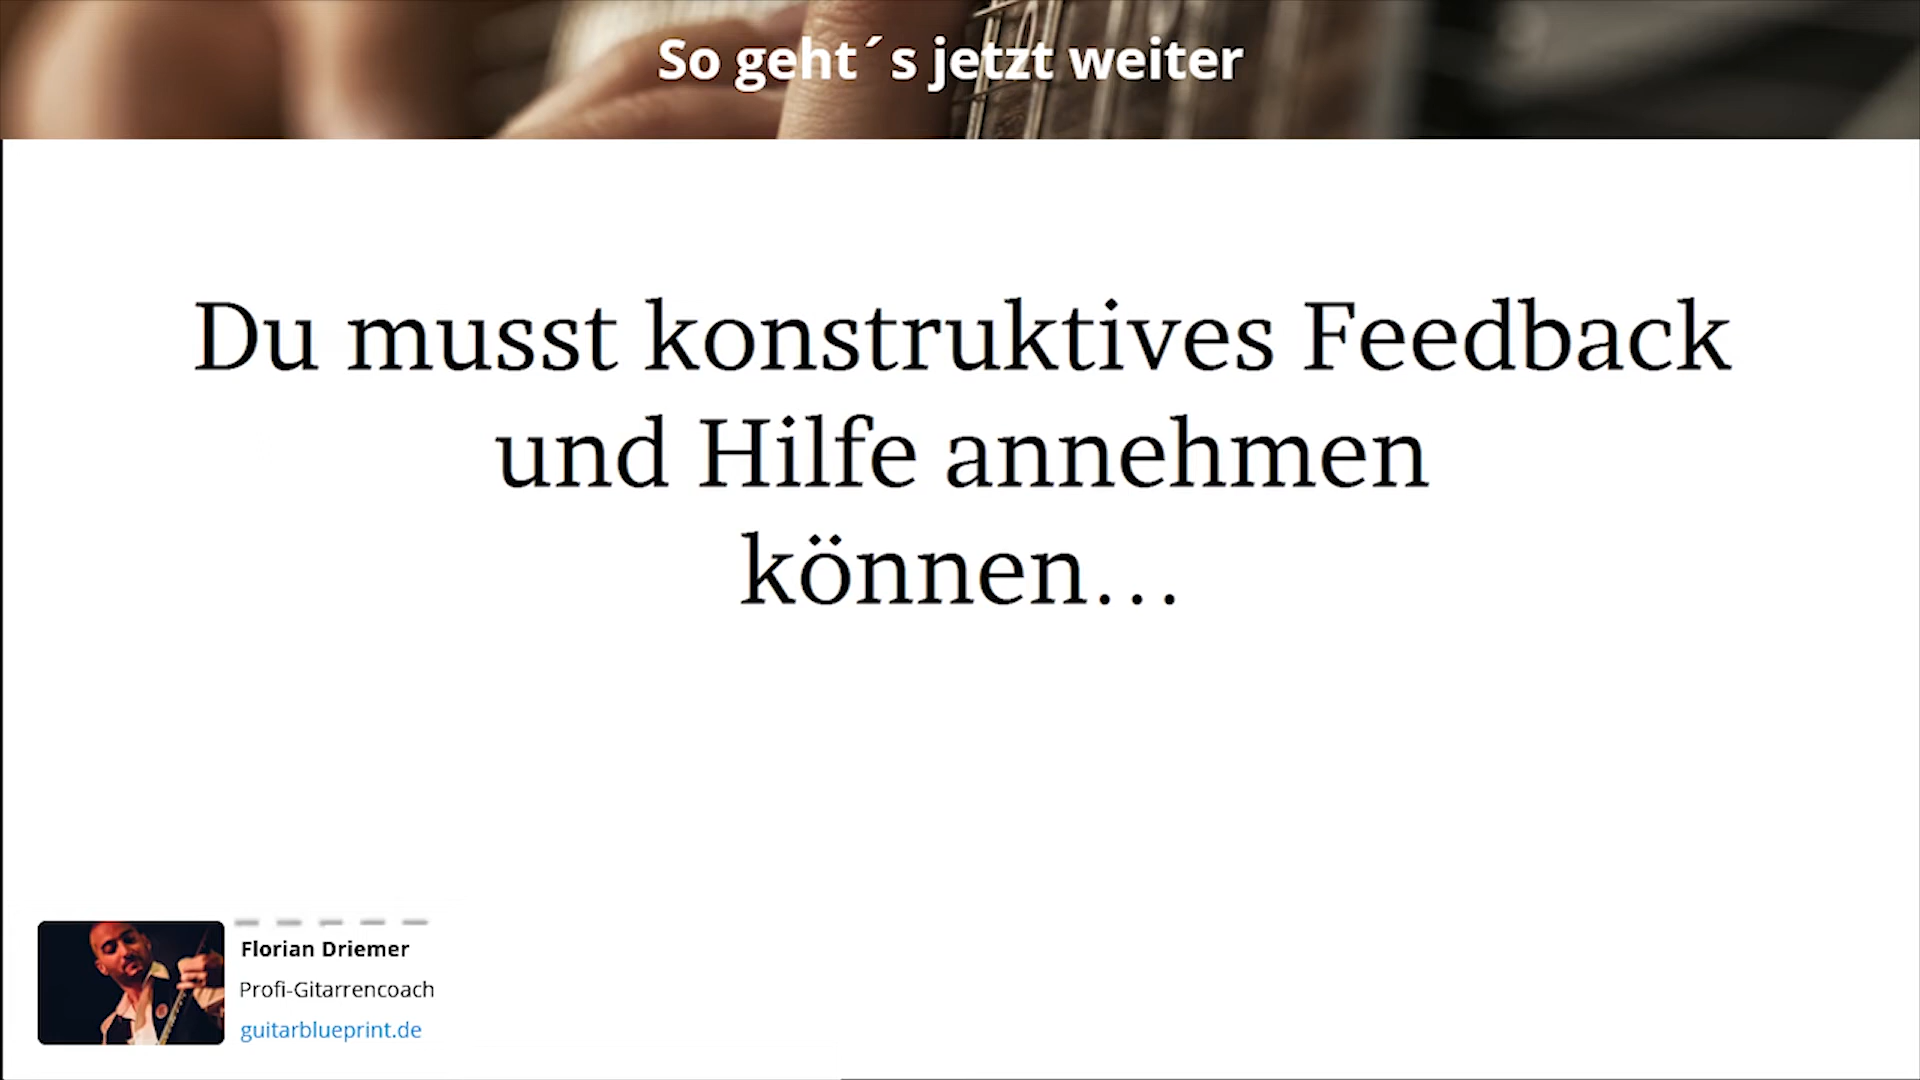 So geht´s jetzt weiter
Du musst konstruktives Feedback
und Hilfe annehmen
können...
Florian Driemer
Profi-Gitarrencoach
guitarblueprint.de